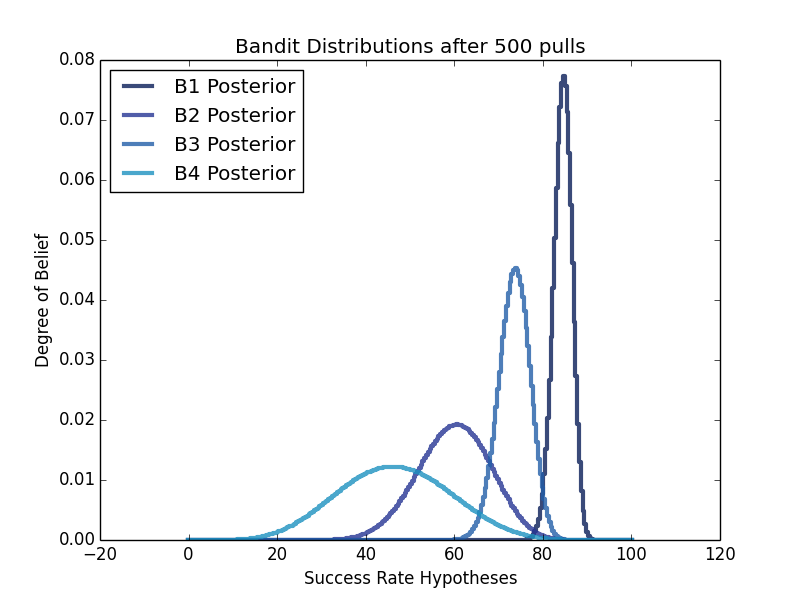 Bandit Distributions after 500 pulls
0.08
0.07
0.06
0.05
0.04
0.03
0.02
0.01
0.00
Degree of Belief
B1 Posterior
B2 Posterior
B3 Posterior
B4 Posterior
−20 0 20 40 60 80 100 120
Success Rate Hypotheses